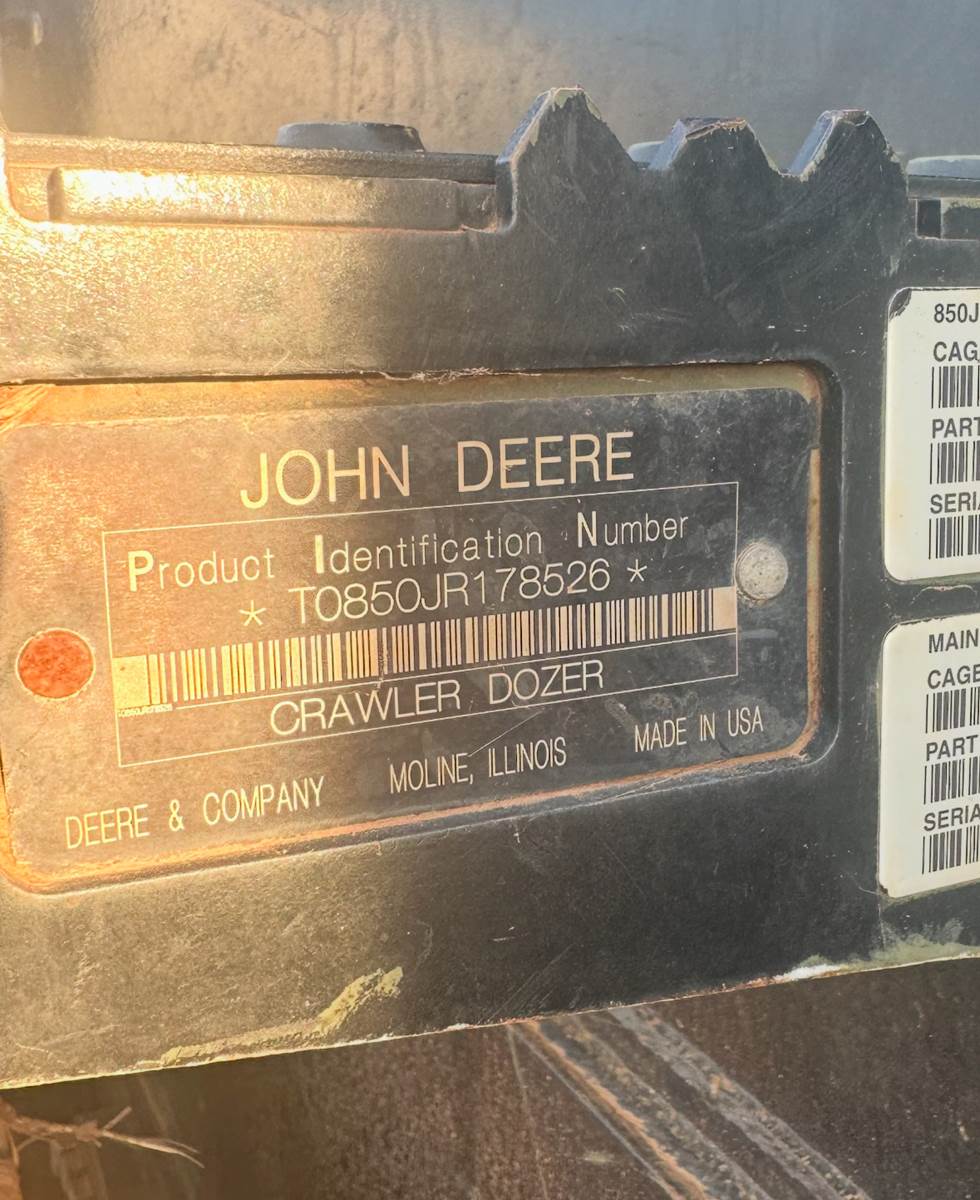 JOHN DEERE
Product Identification Number
* T0850JR178526 *
CRAWLER DOZER
DEERE & COMPANY MOLINE, ILLINOIS MADE IN USA
850J
CAG
PART
SERIA
MAIN
CAGE
PART
SERIA